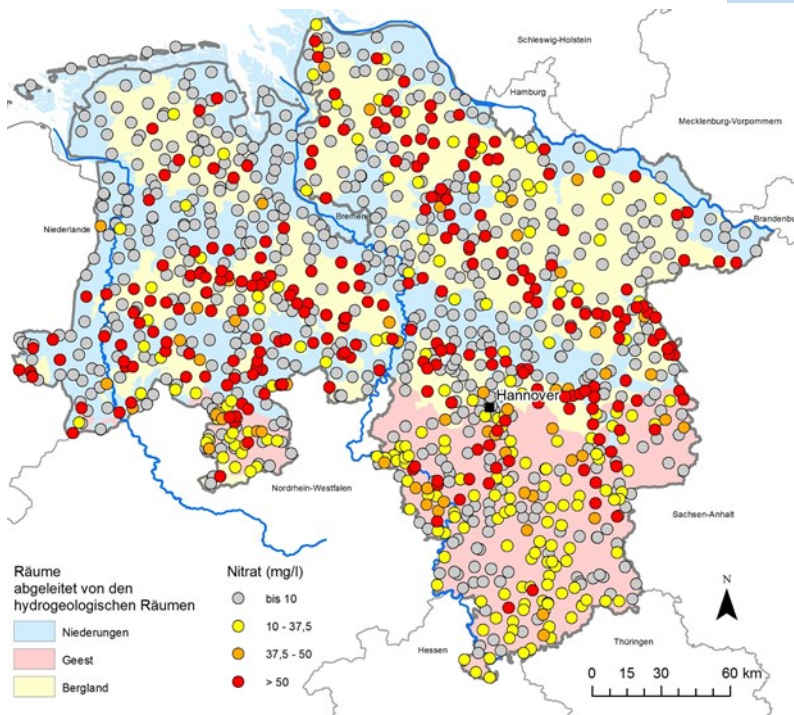 Schleswig-Holstein
Hamburg
Mecklenburg-Vorpommern
Niederlande
Bremen
Brandenbu
Hannover
Nordrhein-Westfalen
Sachsen-Anhalt
Hessen
Thüringen
Räume
abgeleitet von den
hydrogeologischen Räumen
Niederungen
Geest
Bergland
Nitrat (mg/l)
bis 10
10 - 37,5
37,5 - 50
> 50
N
0 15 30 60 km